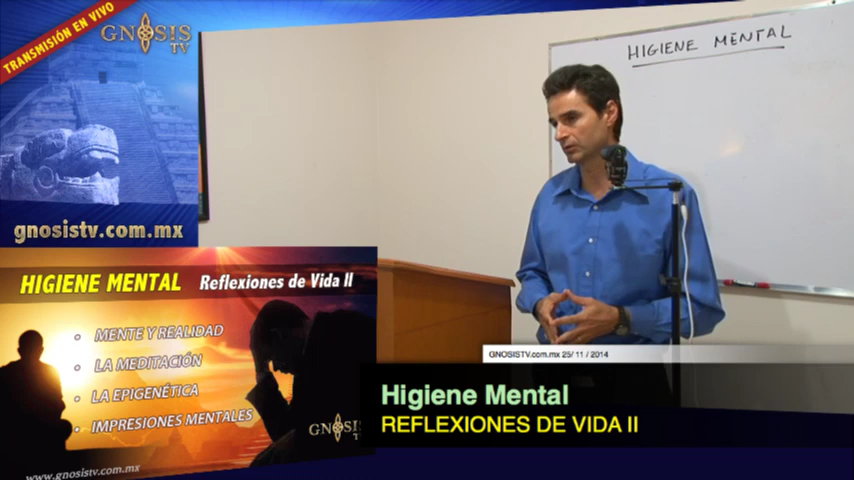 TRANSMISIÓN EN VIVO
GNOSIS
TV
gnosistv.com.mx
HIGIENE MENTAL
HIGIENE MENTAL Reflexiones de Vida II
• MENTE Y REALIDAD
• LA MEDITACIÓN
• LA EPIGENÉTICA
• IMPRESIONES MENTALES
GNOSIS
TV
www.gnosistv.com.mx
GNOSISTV.com.mx 25/ 11 / 2014
Higiene Mental
REFLEXIONES DE VIDA II